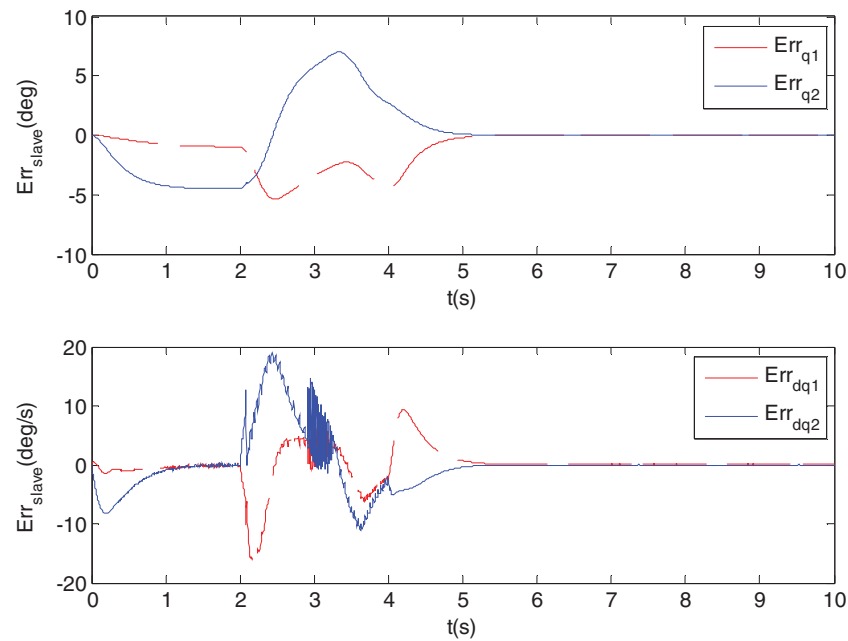 10
5
0
-5
-10
Err_slave(deg)
Err_q1
Err_q2
0 1 2 3 4 5 6 7 8 9 10
t(s)
20
10
0
-10
-20
Err_slave(deg/s)
Err_dq1
Err_dq2
0 1 2 3 4 5 6 7 8 9 10
t(s)